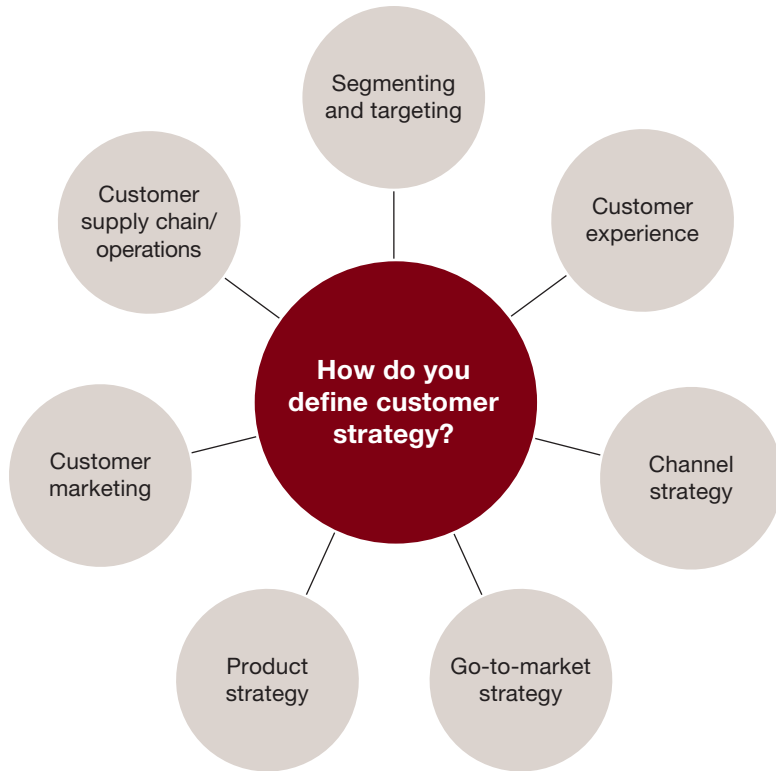 Segmenting
and targeting
Customer
experience
Channel
strategy
Go-to-market
strategy
Product
strategy
Customer
marketing
Customer
supply chain/
operations
How do you
define customer
strategy?